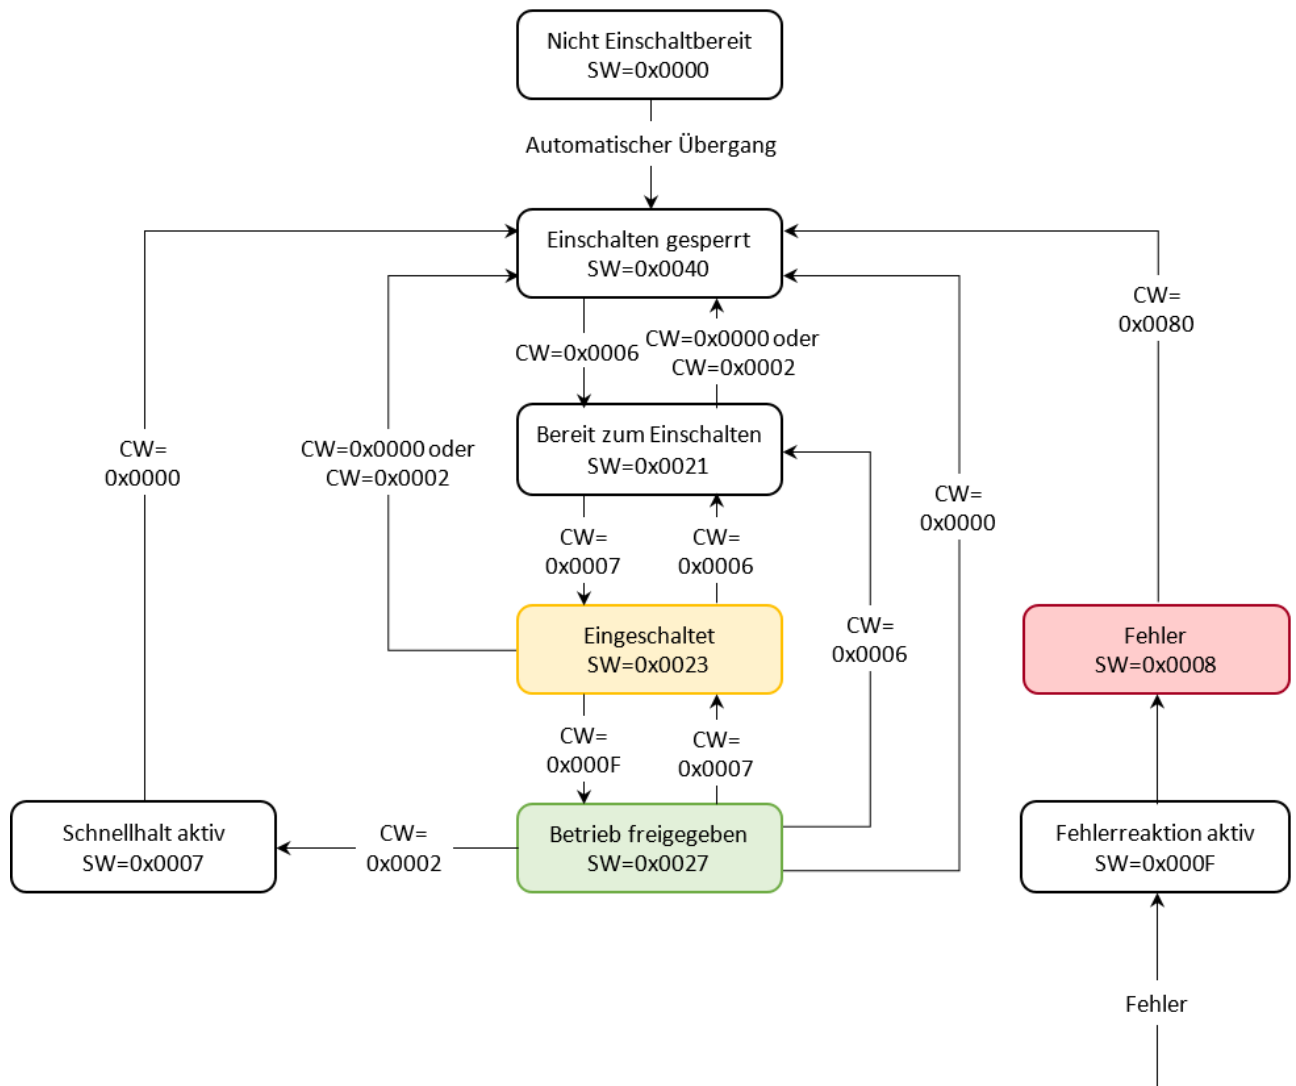 Nicht Einschaltbereit
SW=0x0000
Automatischer Übergang
Einschalten gesperrt
SW=0x0040
CW=
0x0080
CW=0x0006
CW=0x0000 oder
CW=0x0002
Bereit zum Einschalten
SW=0x0021
CW=
0x0000
CW=0x0000 oder
CW=0x0002
CW=
0x0000
CW=
0x0007
CW=
0x0006
Eingeschaltet
SW=0x0023
CW=
0x0006
Fehler
SW=0x0008
CW=
0x000F
CW=
0x0007
Schnellhalt aktiv
SW=0x0007
CW=
0x0002
Betrieb freigegeben
SW=0x0027
Fehlerreaktion aktiv
SW=0x000F
Fehler